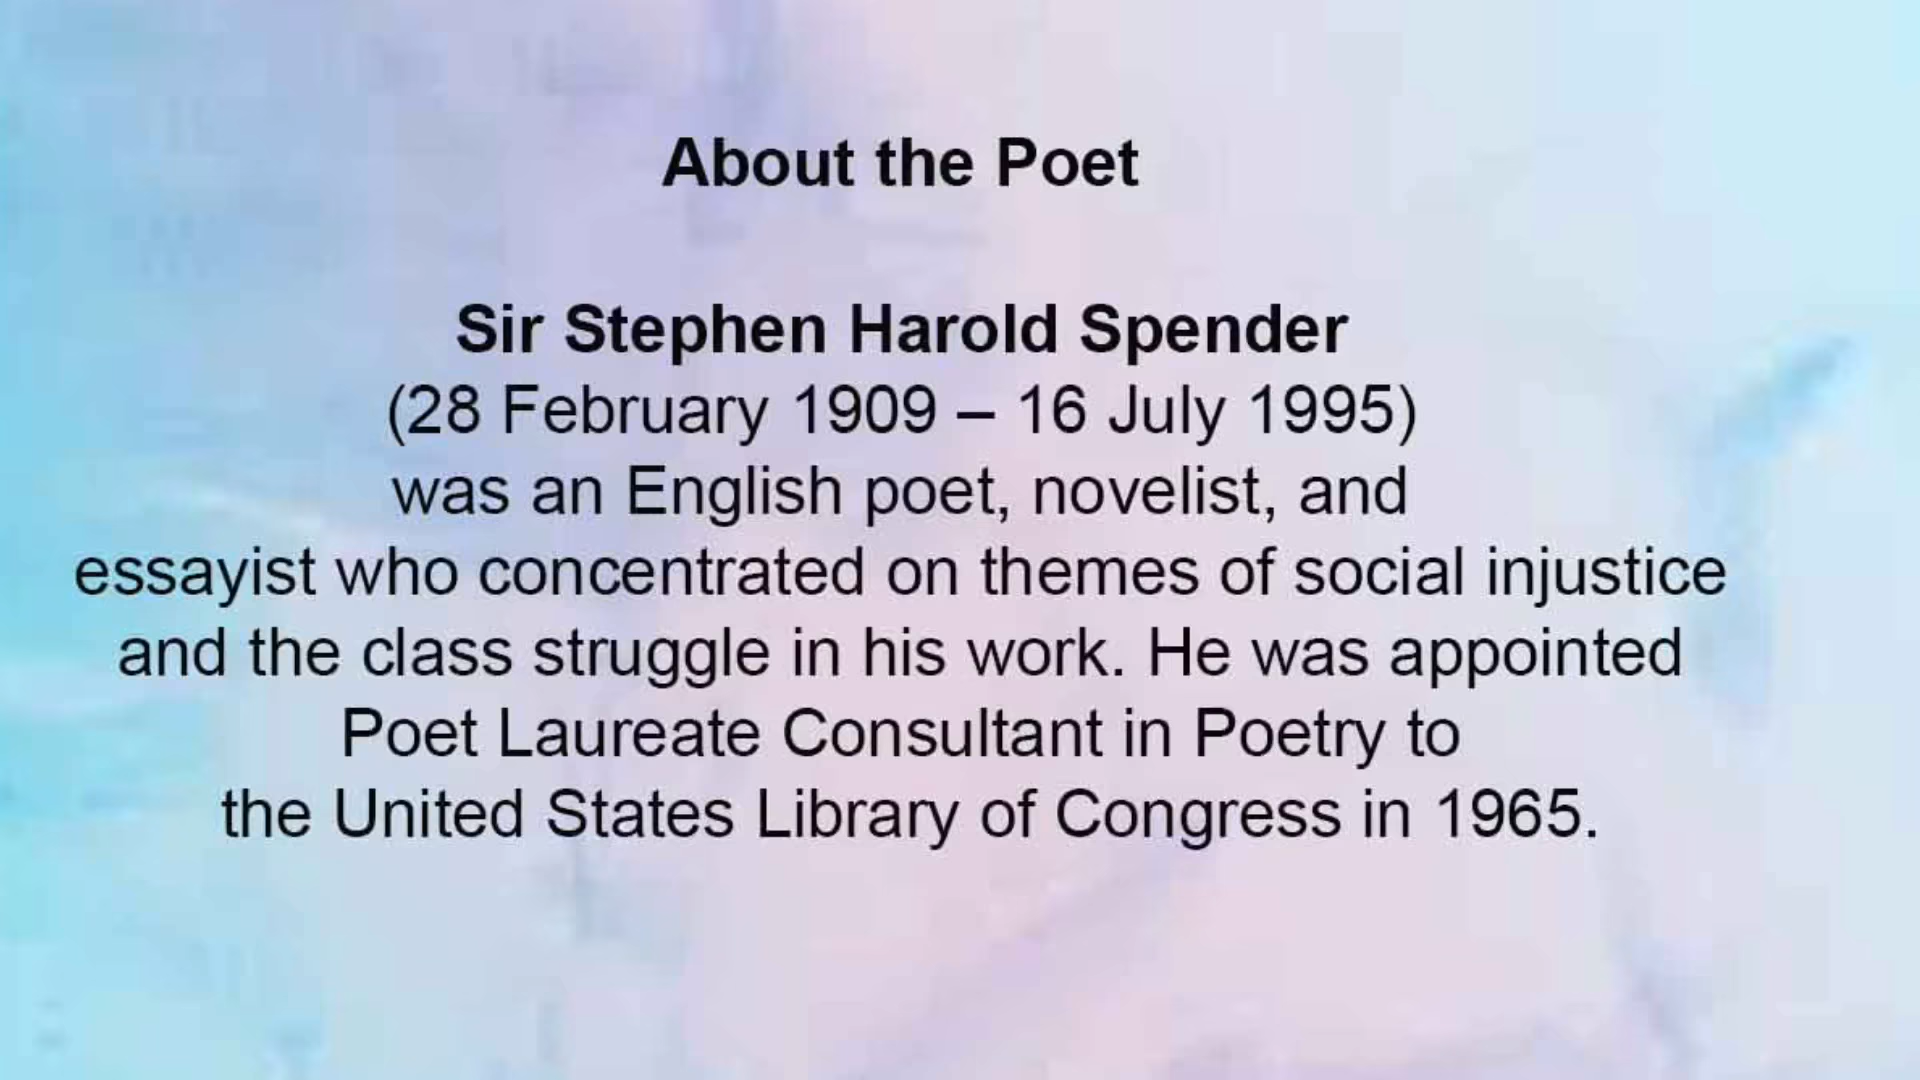 About the Poet
Sir Stephen Harold Spender
(28 February 1909 – 16 July 1995)
was an English poet, novelist, and
essayist who concentrated on themes of social injustice
and the class struggle in his work. He was appointed
Poet Laureate Consultant in Poetry to
the United States Library of Congress in 1965.